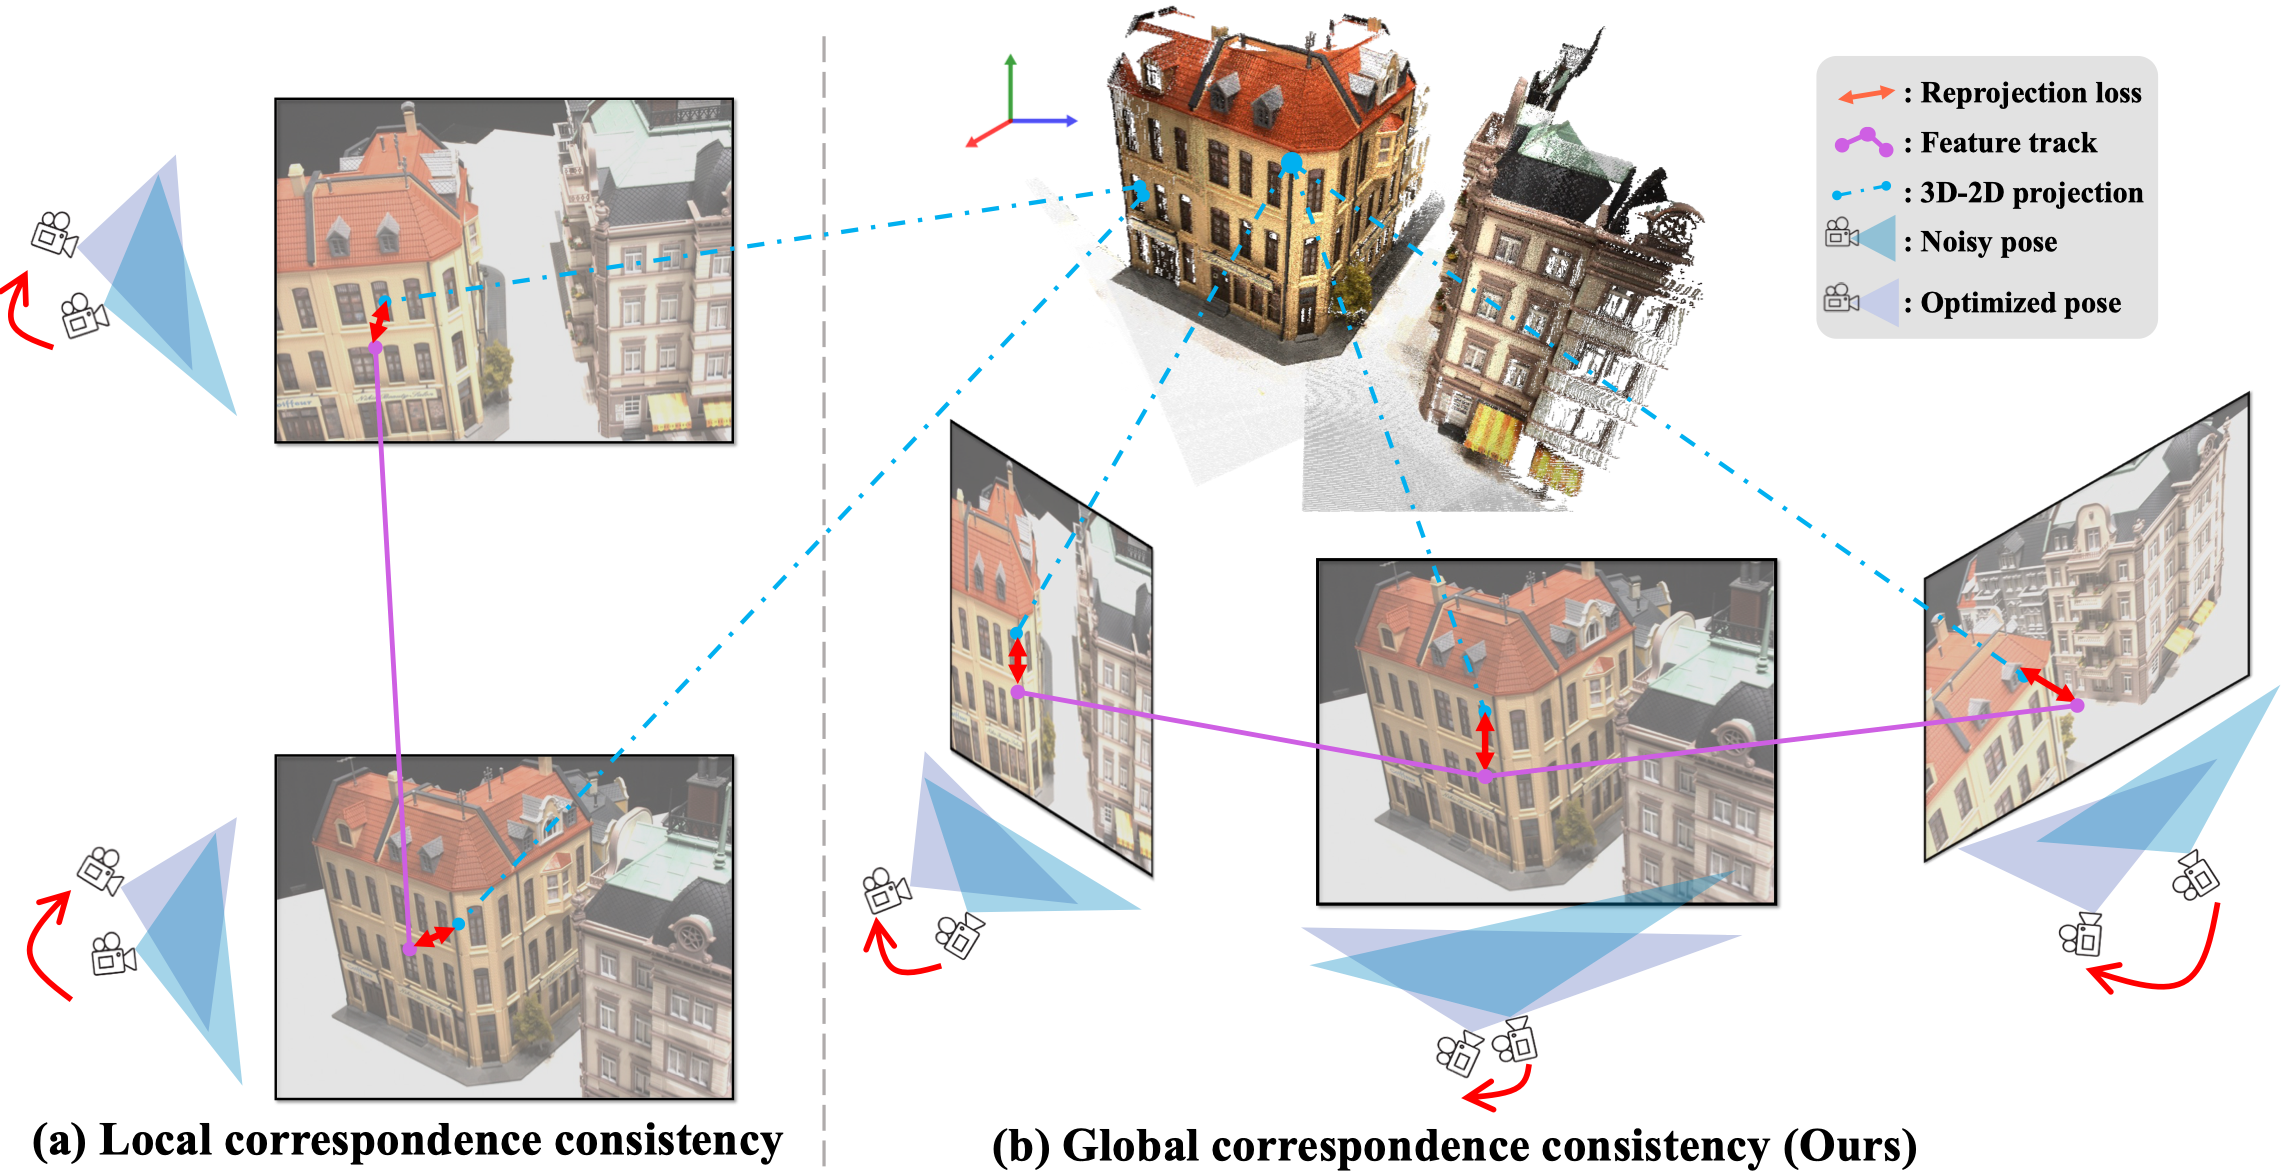 : Reprojection loss
: Feature track
: 3D-2D projection
: Noisy pose
: Optimized pose
(a) Local correspondence consistency
(b) Global correspondence consistency (Ours)